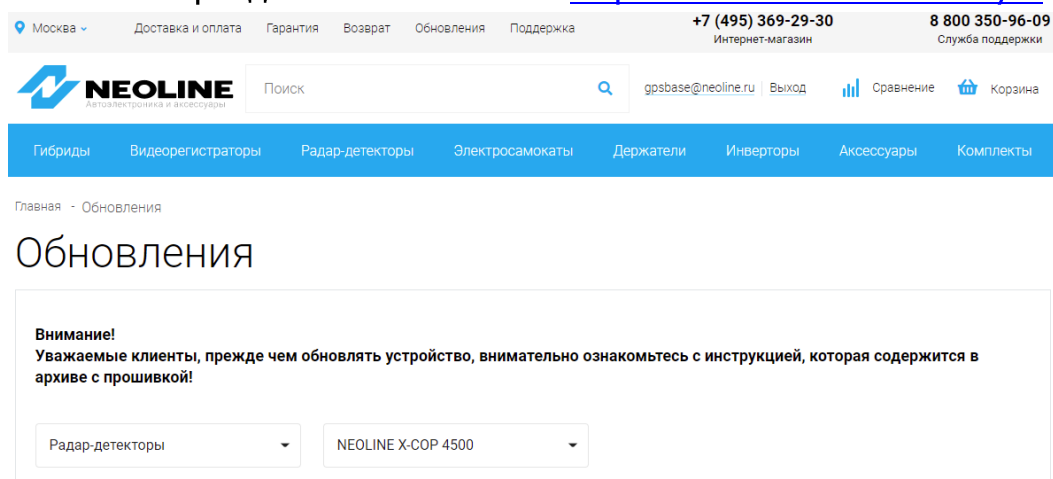 Москва Доставка и оплата Гарантия Возврат Обновления Поддержка +7 (495) 369-29-30 8 800 350-96-09
Интернет-магазин Служба поддержки
NEOLINE
Автоэлектроника и аксессуары
Поиск
gpsbase@neoline.ru Выход Сравнение Корзина
Гибриды Видеорегистраторы Радар-детекторы Электросамокаты Держатели Инверторы Аксессуары Комплекты
Главная - Обновления
Обновления
Внимание!
Уважаемые клиенты, прежде чем обновлять устройство, внимательно ознакомьтесь с инструкцией, которая содержится в
архиве с прошивкой!
Радар-детекторы NEOLINE X-COP 4500